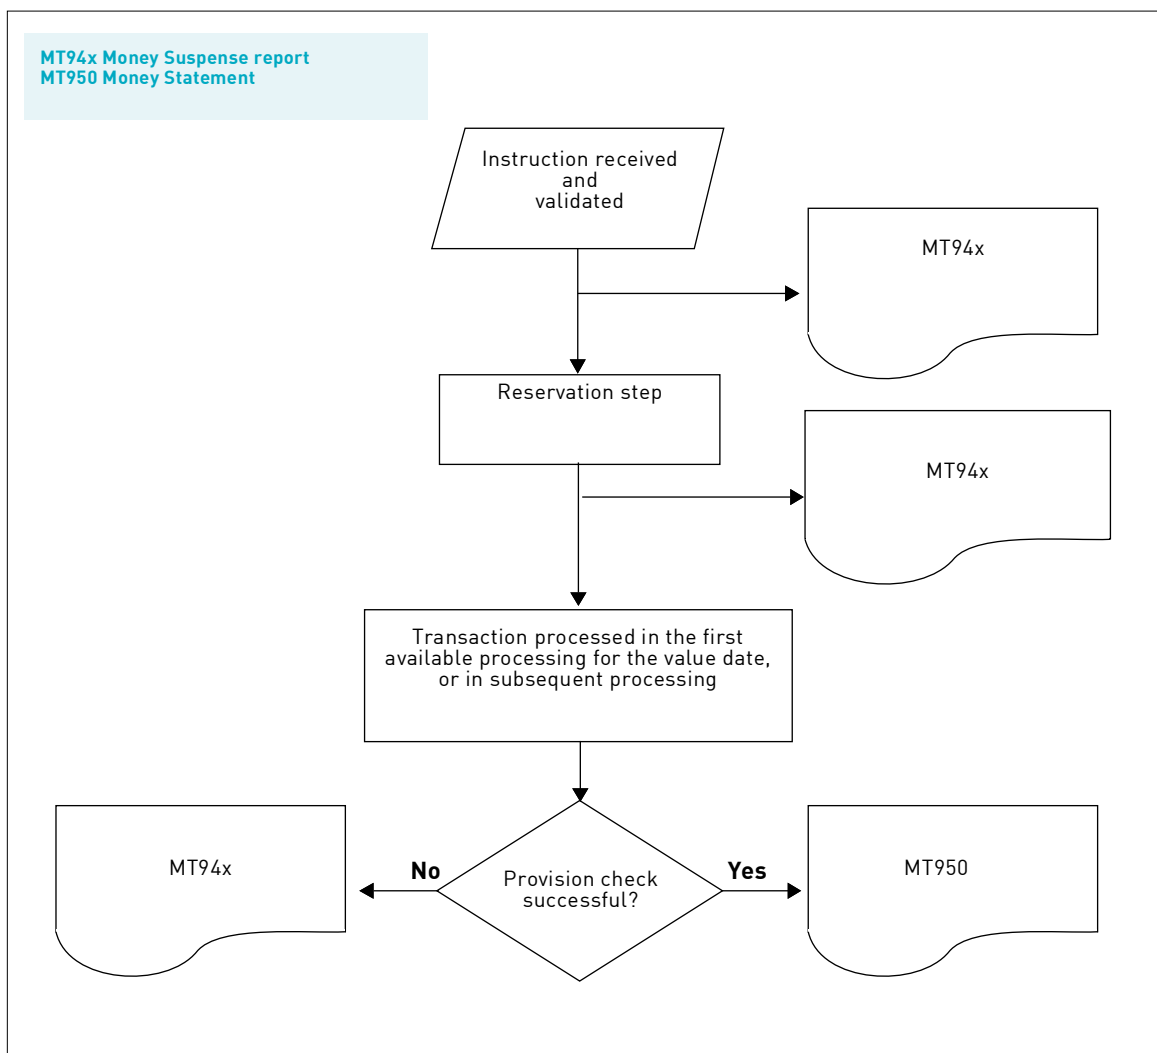 MT94x Money Suspense report
MT950 Money Statement
Instruction received
and
validated
MT94x
Reservation step
MT94x
Transaction processed in the first
available processing for the value date,
or in subsequent processing
MT94x
No
Provision check
successful?
Yes
MT950